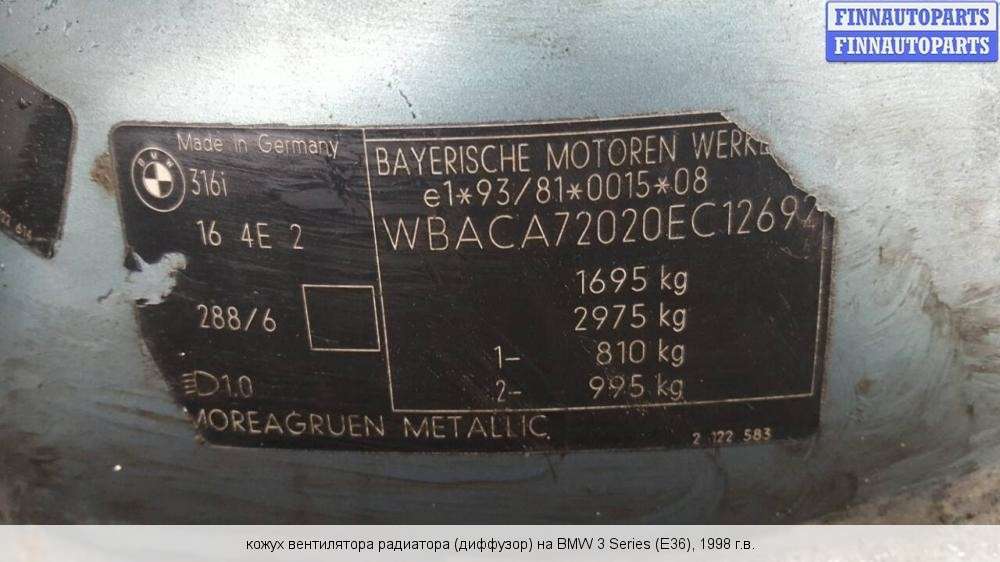 FINNAUTOPARTS
FINNAUTOPARTS
Made in Germany
BMW
316i
16 4E 2
288/6
1.0
MOREAGRUEN METALLIC
BAYERISCHE MOTOREN
e1*93/81*0015*08
1695 kg
2975 kg
1- 810 kg
2- 995 kg
2 122 583
кожух вентилятора радиатора (диффузор) на BMW 3 Series (E36), 1998 г.в.